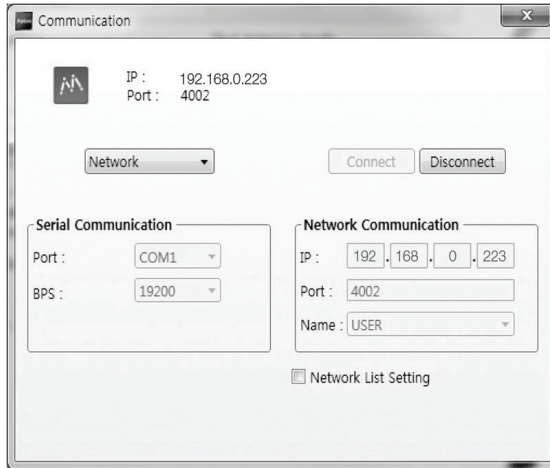 Communication
IP : 192.168.0.223
Port : 4002
Network
Connect Disconnect
Serial Communication
Port : COM1
BPS : 19200
Network Communication
IP : 192 . 168 . 0 . 223
Port : 4002
Name : USER
Network List Setting